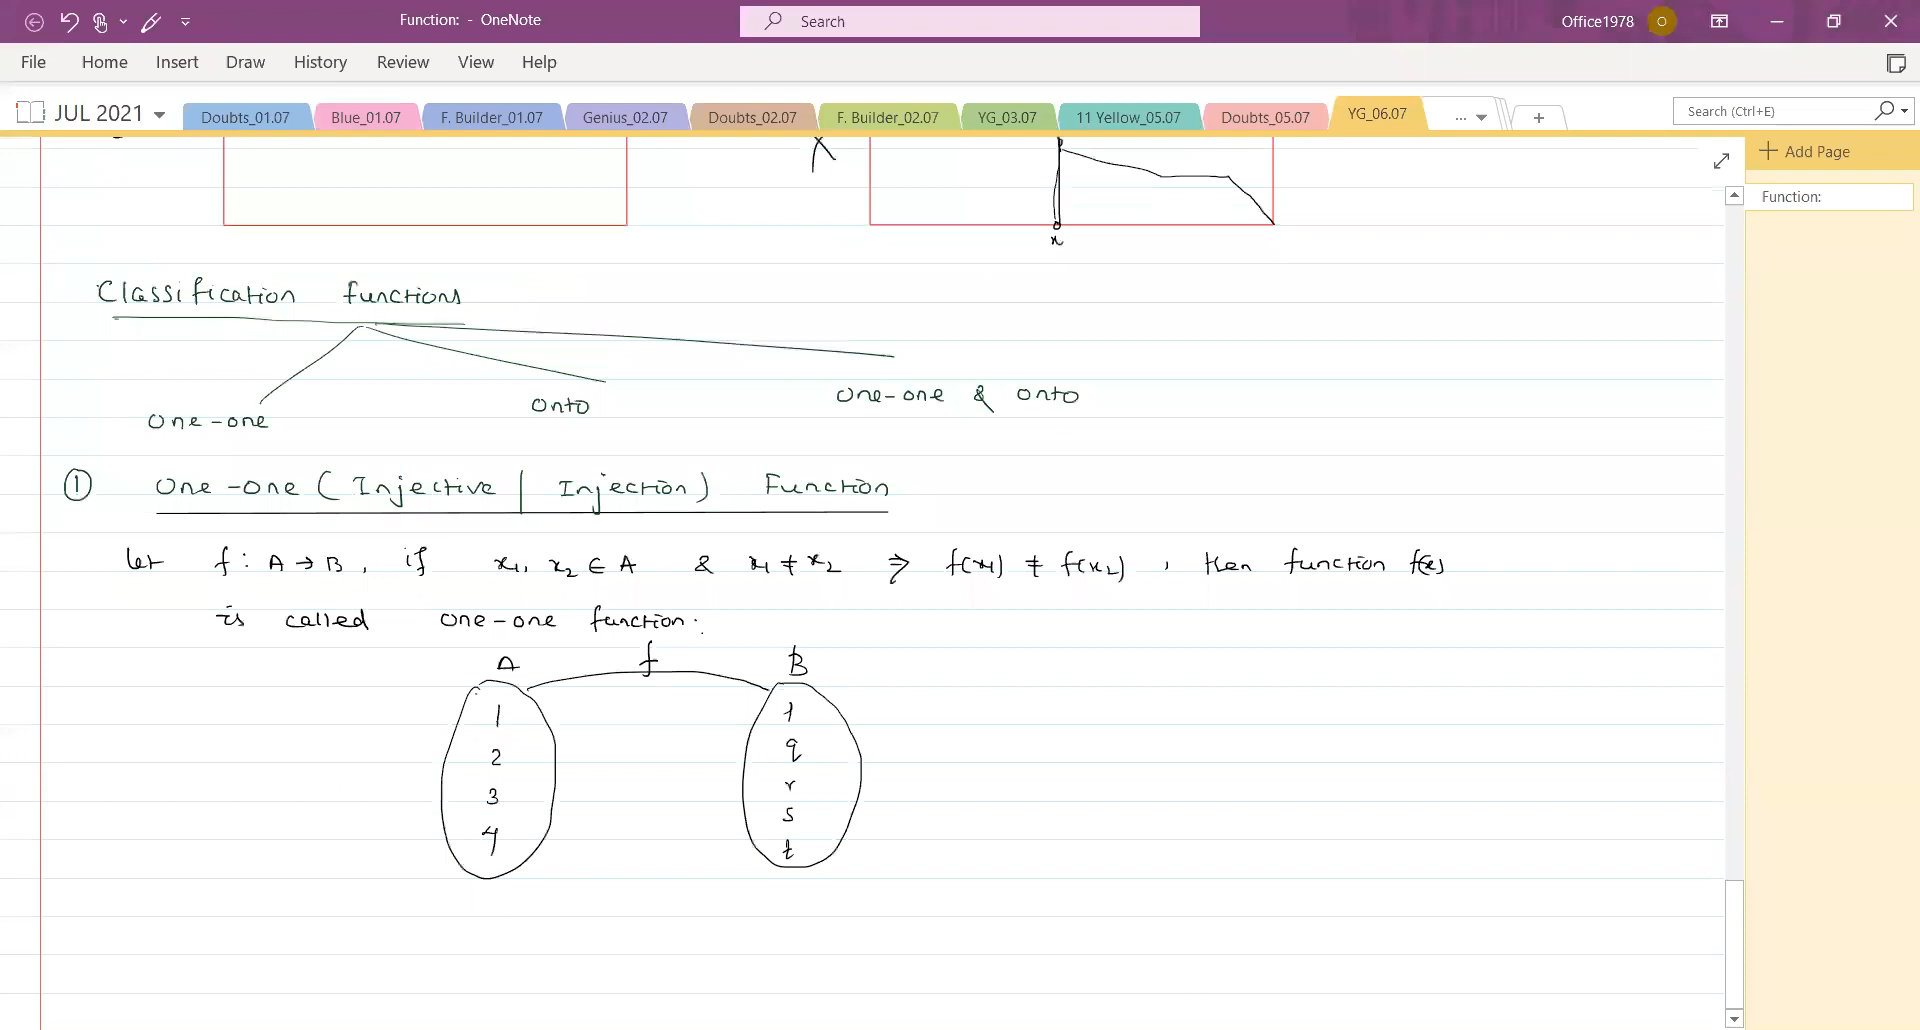 Function: - OneNote
Search
Office1978
O
File Home Insert Draw History Review View Help
JUL 2021
Doubts_01.07 Blue_01.07 F. Builder_01.07 Genius_02.07 Doubts_02.07 F. Builder_02.07 YG_03.07 11 Yellow_05.07 Doubts_05.07 YG_06.07 ... +
Search (Ctrl+E)
Add Page
Function:
x
Classification functions
One-one
Onto
One-one & Onto
① One-one (Injective | Injection) Function
let f: A → B, if x₁, x₂ ∈ A & x₁ ≠ x₂ ⇒ f(x₁) ≠ f(x₂), then function f(x)
is called one-one function.
A f B
1
2
3
4
q
r
s
t